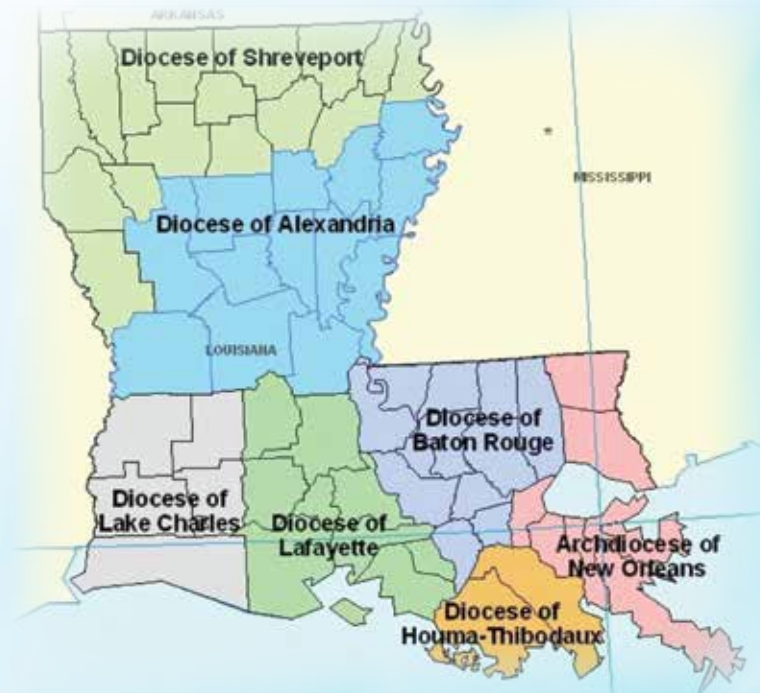 ARKANSAS
Diocese of Shreveport
MISSISSIPPI
Diocese of Alexandria
LOUISIANA
Diocese of
Baton Rouge
Diocese of
Lake Charles
Diocese of
Lafayette
Archdiocese of
New Orleans
Diocese of
Houma-Thibodaux